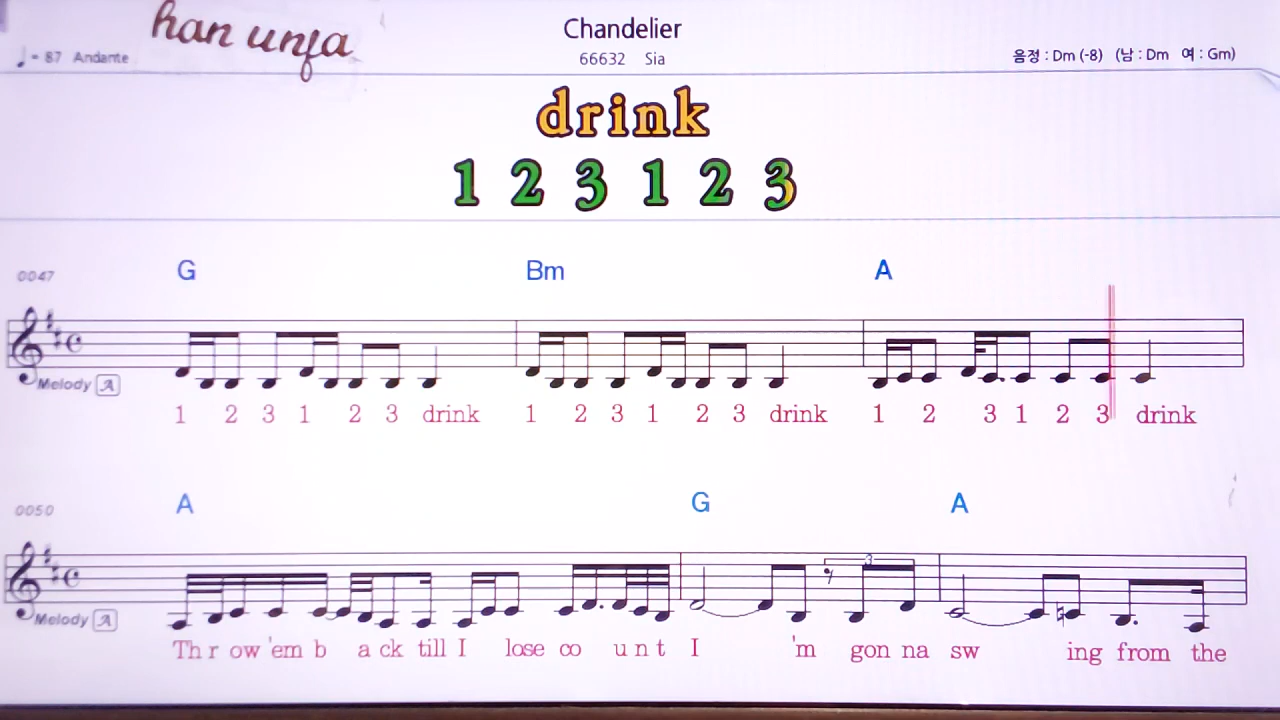 han unja
Chandelier
♩= 87 Andante
66632 Sia
음정 : Dm (-8) (남 : Dm 여 : Gm)
drink
1 2 3 1 2 3
0047
G Bm A
Melody A
1 2 3 1 2 3 drink 1 2 3 1 2 3 drink 1 2 3 1 2 3 drink
0050
A G A
3
Melody A
Th r ow 'em b a ck till I lose co u n t I 'm gon na sw ing from the